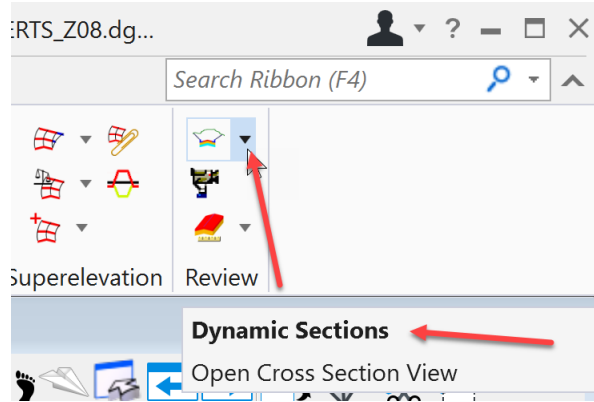 ERTS_Z08.dg...
Search Ribbon (F4)
Superelevation
Review
Dynamic Sections
Open Cross Section View